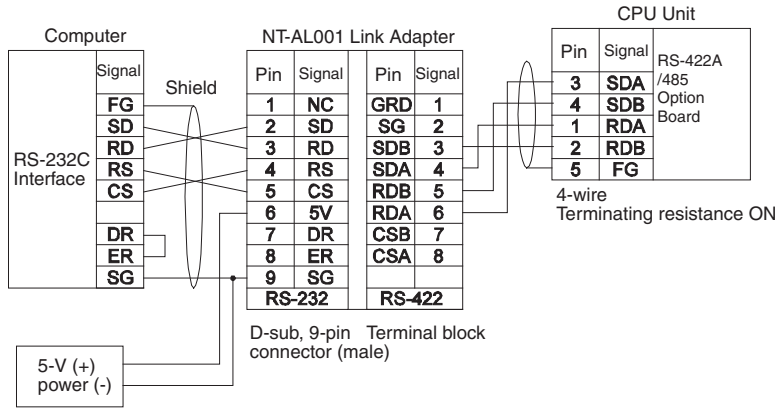 Computer
Signal
FG
SD
RD
RS
CS
DR
ER
SG
RS-232C
Interface
Shield
NT-AL001 Link Adapter
Pin Signal Pin Signal
1 NC GRD 1
2 SD SG 2
3 RD SDB 3
4 RS SDA 4
5 CS RDB 5
6 5V RDA 6
7 DR CSB 7
8 ER CSA 8
9 SG
RS-232 RS-422
D-sub, 9-pin
connector (male)
Terminal block
CPU Unit
Pin Signal
3 SDA
4 SDB
1 RDA
2 RDB
5 FG
RS-422A
/485
Option
Board
4-wire
Terminating resistance ON
5-V (+)
power (-)